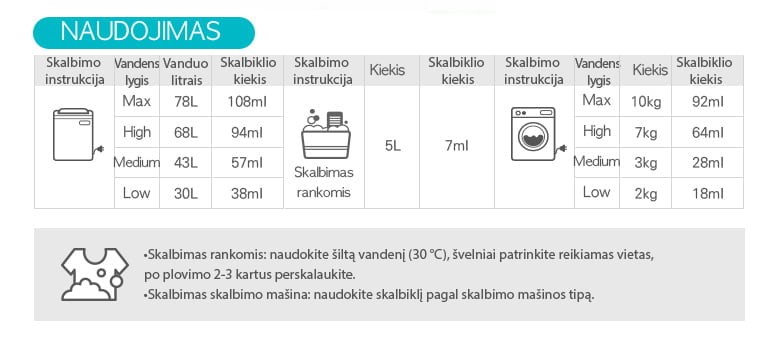 NAUDOJIMAS
Skalbimo instrukcija Vandens lygis Vanduo litrais Skalbiklio kiekis Skalbimo instrukcija Kiekis Skalbiklio kiekis Skalbimo instrukcija Vandens lygis Kiekis Skalbiklio kiekis
Max 78L 108ml Max 10kg 92ml
High 68L 94ml High 7kg 64ml
5L 7ml
Medium 43L 57ml Medium 3kg 28ml
Skalbimas rankomis
Low 30L 38ml Low 2kg 18ml
•Skalbimas rankomis: naudokite šiltą vandenį (30 °C), švelniai patrinkite reikiamas vietas,
po plovimo 2-3 kartus perskalaukite.
•Skalbimas skalbimo mašina: naudokite skalbiklį pagal skalbimo mašinos tipą.